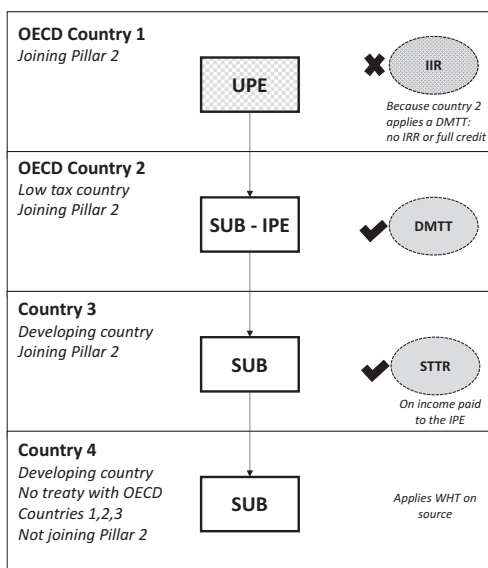 OECD Country 1
Joining Pillar 2
UPE
IIR
Because country 2
applies a DMTT:
no IRR or full credit
OECD Country 2
Low tax country
Joining Pillar 2
SUB - IPE
DMTT
Country 3
Developing country
Joining Pillar 2
SUB
STTR
On income paid
to the IPE
Country 4
Developing country
No treaty with OECD
Countries 1,2,3
Not joining Pillar 2
SUB
Applies WHT on
source